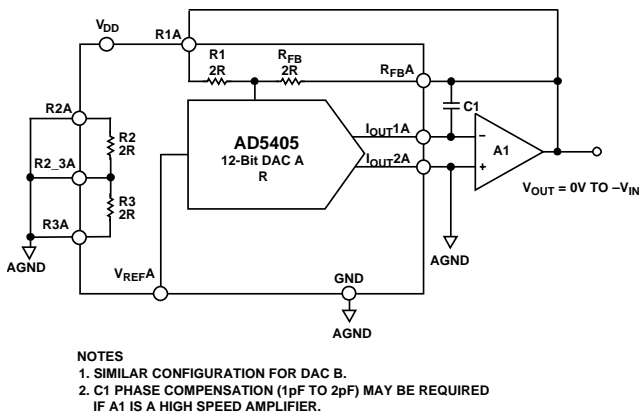 VDD
R1A
R1
2R
RFB
2R
RFBA
C1
R2A
R2
2R
R2_3A
R3
2R
R3A
AGND
AD5405
12-Bit DAC A
R
IOUT1A
IOUT2A
−
A1
+
VOUT = 0V TO –VIN
AGND
VREFA
GND
AGND
NOTES
1. SIMILAR CONFIGURATION FOR DAC B.
2. C1 PHASE COMPENSATION (1pF TO 2pF) MAY BE REQUIRED
IF A1 IS A HIGH SPEED AMPLIFIER.